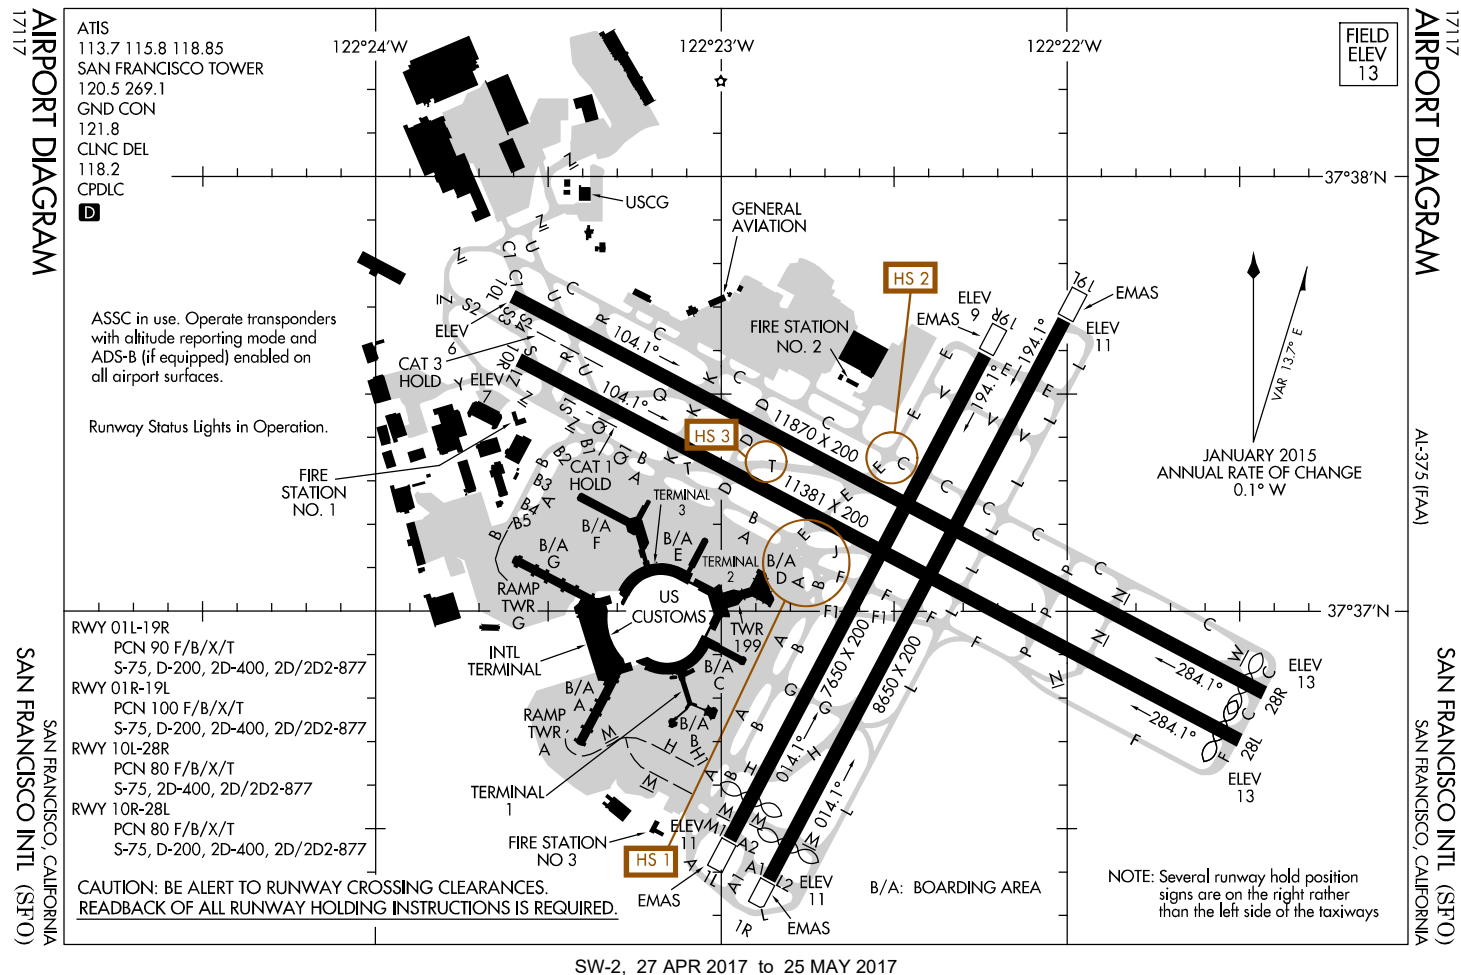 17117
AIRPORT DIAGRAM
ATIS
113.7 115.8 118.85
SAN FRANCISCO TOWER
120.5 269.1
GND CON
121.8
CLNC DEL
118.2
CPDLC
D
122°24'W
122°23'W
122°22'W
FIELD
ELEV
13
17117
AIRPORT DIAGRAM
37°38'N
USCG
GENERAL
AVIATION
HS 2
ELEV
9
EMAS
19R
19L
EMAS
ELEV
11
194.1°
194.1°
VAR 13.7° E
JANUARY 2015
ANNUAL RATE OF CHANGE
0.1° W
ASSC in use. Operate transponders
with altitude reporting mode and
ADS-B (if equipped) enabled on
all airport surfaces.
Runway Status Lights in Operation.
ELEV
6
CAT 3
HOLD
10L
10R
ELEV
7
104.1°
104.1°
FIRE STATION
NO. 2
HS 3
11870 X 200
11381 X 200
FIRE
STATION
NO. 1
CAT 1
HOLD
TERMINAL
3
B/A
F
B/A
E
B/A
G
TERMINAL
2
B/A
D
RAMP
TWR
G
US
CUSTOMS
TWR
199
INTL
TERMINAL
B/A
C
B/A
A
B/A
B
RAMP
TWR
A
TERMINAL
1
FIRE STATION
NO 3
HS 1
ELEV
11
EMAS
1L
1R
EMAS
ELEV
11
014.1°
014.1°
7650 X 200
8650 X 200
37°37'N
284.1°
284.1°
28R
28L
ELEV
13
ELEV
13
RWY 01L-19R
PCN 90 F/B/X/T
S-75, D-200, 2D-400, 2D/2D2-877
RWY 01R-19L
PCN 100 F/B/X/T
S-75, D-200, 2D-400, 2D/2D2-877
RWY 10L-28R
PCN 80 F/B/X/T
S-75, 2D-400, 2D/2D2-877
RWY 10R-28L
PCN 80 F/B/X/T
S-75, D-200, 2D-400, 2D/2D2-877
CAUTION: BE ALERT TO RUNWAY CROSSING CLEARANCES.
READBACK OF ALL RUNWAY HOLDING INSTRUCTIONS IS REQUIRED.
B/A: BOARDING AREA
NOTE: Several runway hold position
signs are on the right rather
than the left side of the taxiways
AL-375 (FAA)
SAN FRANCISCO, CALIFORNIA
SAN FRANCISCO INTL (SFO)
SAN FRANCISCO, CALIFORNIA
SAN FRANCISCO INTL (SFO)
SW-2, 27 APR 2017 to 25 MAY 2017